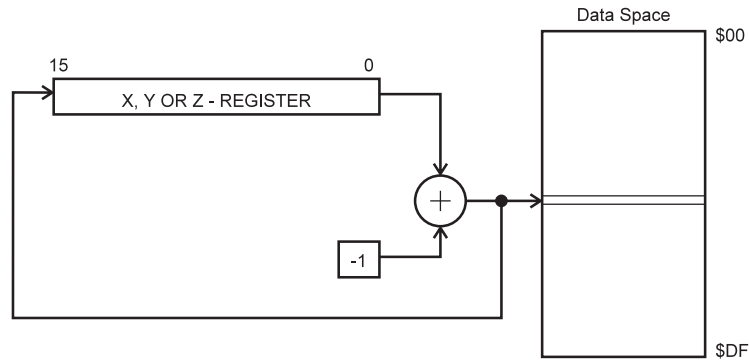 Data Space
$00
15
0
X, Y OR Z - REGISTER
+
-1
$DF